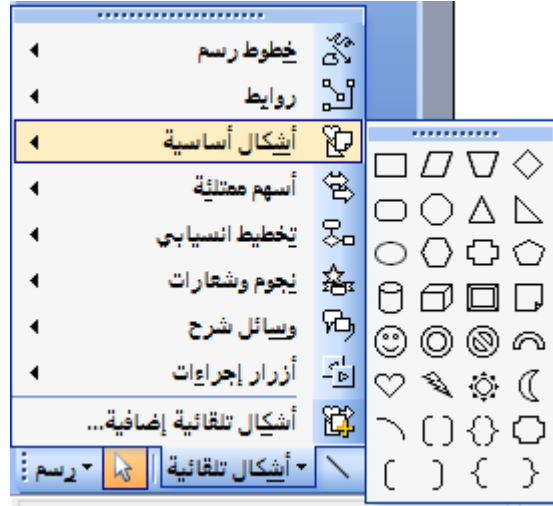 خطوط رسم
روابط
أشكال أساسية
أسهم ممتلئة
تخطيط انسيابي
نجوم وشعارات
وسائل شرح
أزرار إجراءات
أشكال تلقائية إضافية...
أشكال تلقائية رسم